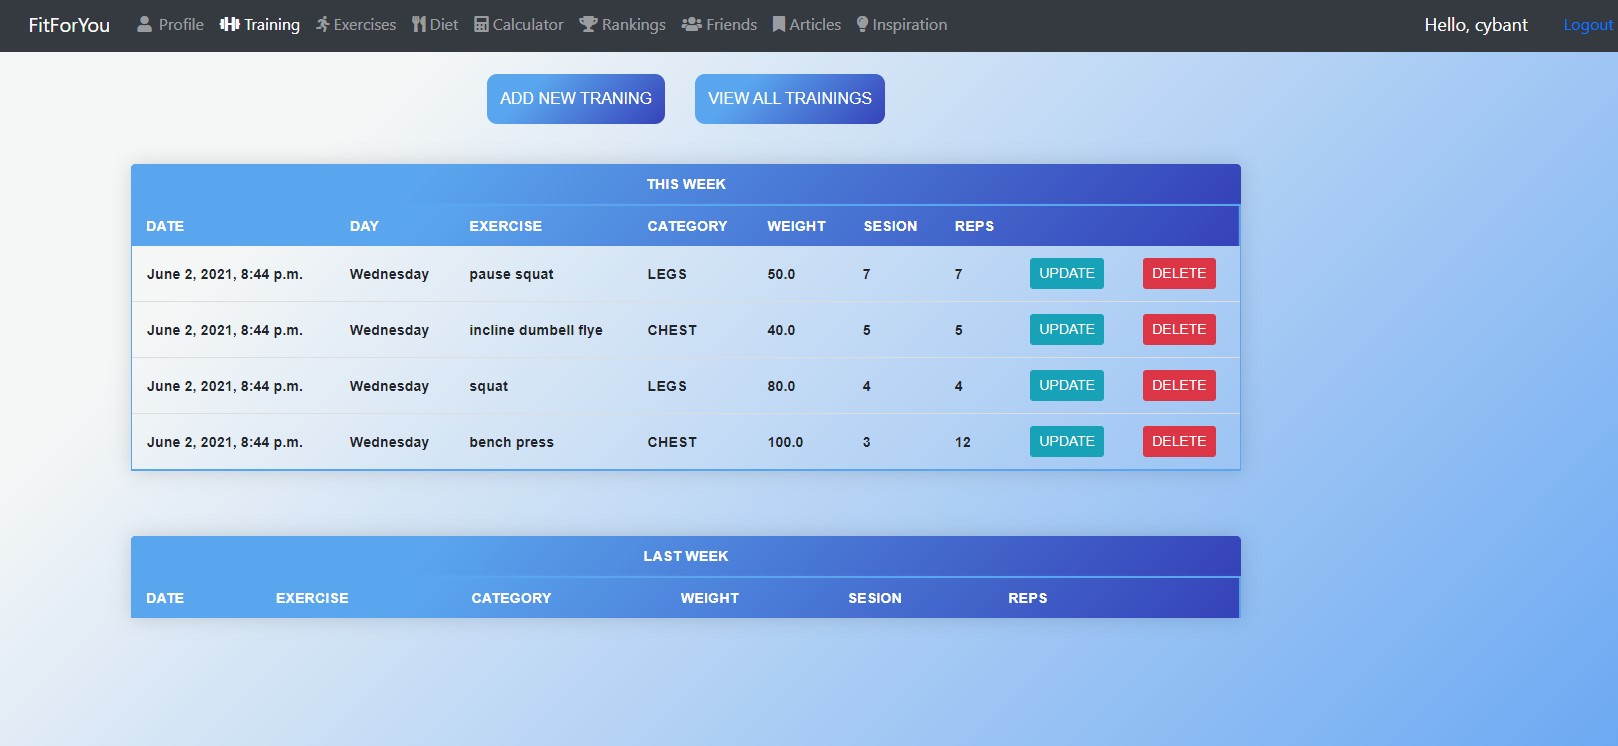 FitForYou Profile Training Exercises Diet Calculator Rankings Friends Articles Inspiration Hello, cybant Logout
ADD NEW TRANING VIEW ALL TRAININGS
THIS WEEK
DATE DAY EXERCISE CATEGORY WEIGHT SESION REPS
June 2, 2021, 8:44 p.m. Wednesday pause squat LEGS 50.0 7 7 UPDATE DELETE
June 2, 2021, 8:44 p.m. Wednesday incline dumbell flye CHEST 40.0 5 5 UPDATE DELETE
June 2, 2021, 8:44 p.m. Wednesday squat LEGS 80.0 4 4 UPDATE DELETE
June 2, 2021, 8:44 p.m. Wednesday bench press CHEST 100.0 3 12 UPDATE DELETE
LAST WEEK
DATE EXERCISE CATEGORY WEIGHT SESION REPS